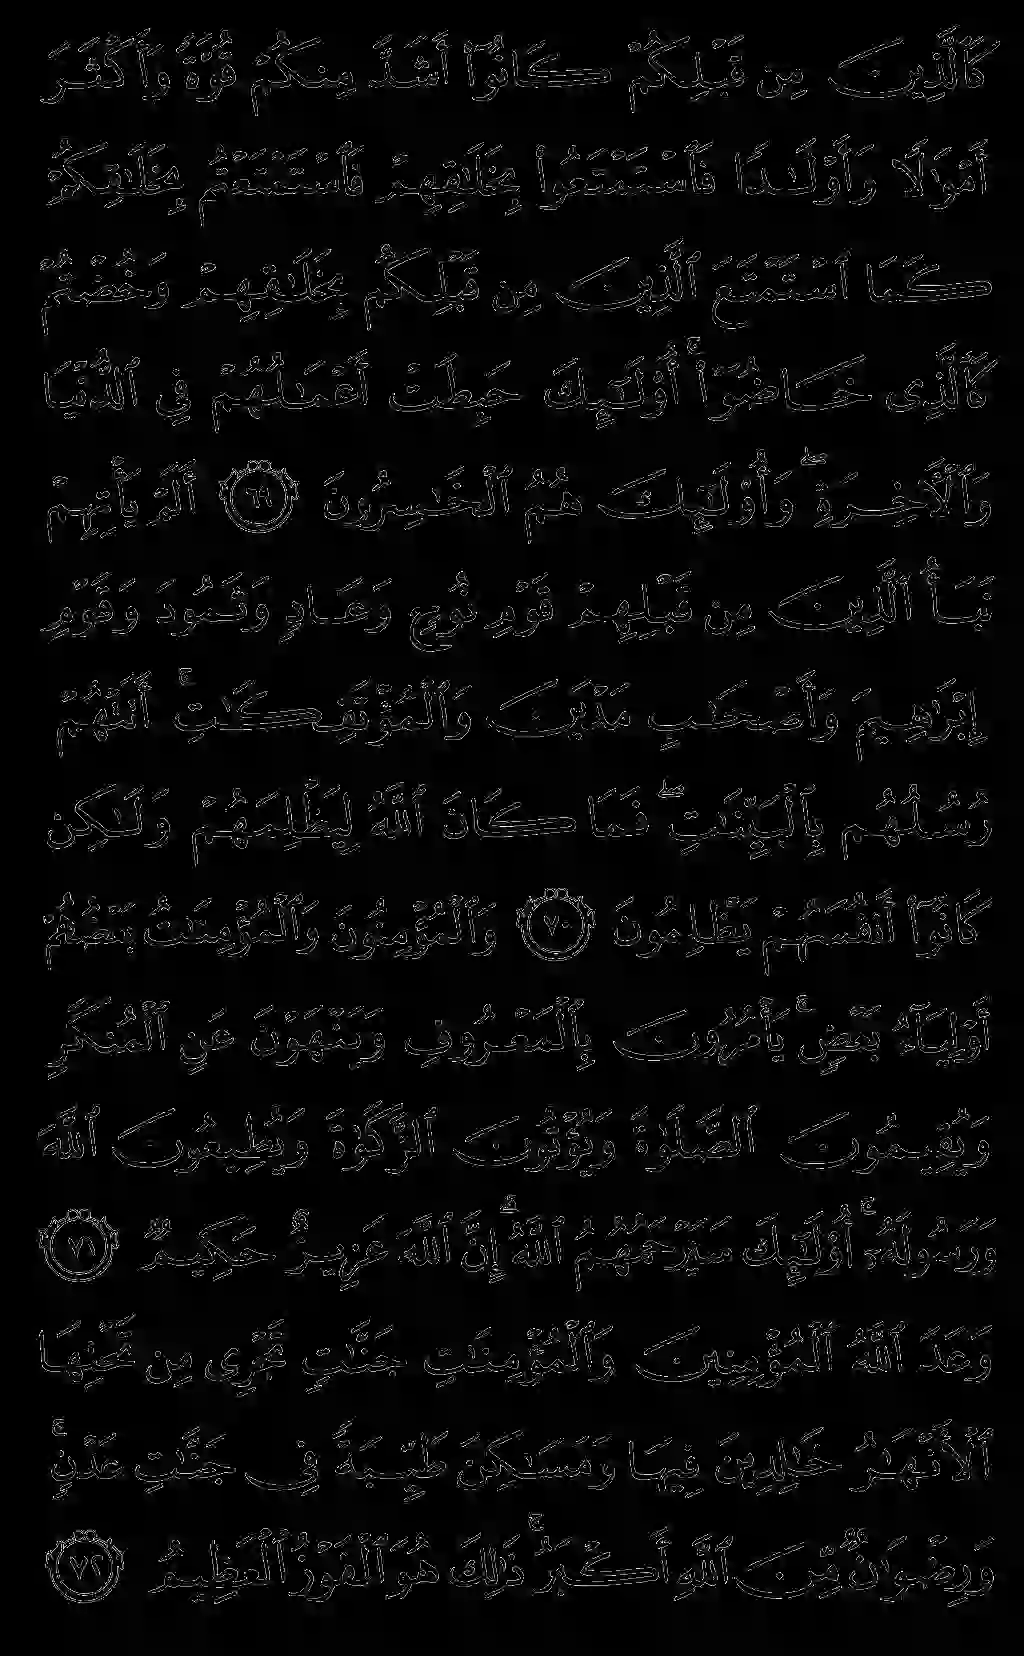 كَٱلَّذِينَ مِن قَبْلِكُمْ كَانُوٓا۟ أَشَدَّ مِنكُمْ قُوَّةً وَأَكْثَرَ
أَمْوَٰلًا وَأَوْلَـٰدًا فَٱسْتَمْتَعُوا۟ بِخَلَـٰقِهِمْ فَٱسْتَمْتَعْتُم بِخَلَـٰقِكُمْ
كَمَا ٱسْتَمْتَعَ ٱلَّذِينَ مِن قَبْلِكُم بِخَلَـٰقِهِمْ وَخُضْتُمْ
كَٱلَّذِى خَاضُوٓا۟ ۚ أُو۟لَـٰٓئِكَ حَبِطَتْ أَعْمَـٰلُهُمْ فِى ٱلدُّنْيَا
وَٱلْـَٔاخِرَةِ ۖ وَأُو۟لَـٰٓئِكَ هُمُ ٱلْخَـٰسِرُونَ ٦٩ أَلَمْ يَأْتِهِمْ
نَبَأُ ٱلَّذِينَ مِن قَبْلِهِمْ قَوْمِ نُوحٍ وَعَادٍ وَثَمُودَ وَقَوْمِ
إِبْرَٰهِيمَ وَأَصْحَـٰبِ مَدْيَنَ وَٱلْمُؤْتَفِكَـٰتِ ۚ أَتَتْهُمْ
رُسُلُهُم بِٱلْبَيِّنَـٰتِ ۖ فَمَا كَانَ ٱللَّهُ لِيَظْلِمَهُمْ وَلَـٰكِن
كَانُوٓا۟ أَنفُسَهُمْ يَظْلِمُونَ ٧٠ وَٱلْمُؤْمِنُونَ وَٱلْمُؤْمِنَـٰتُ بَعْضُهُمْ
أَوْلِيَآءُ بَعْضٍ ۚ يَأْمُرُونَ بِٱلْمَعْرُوفِ وَيَنْهَوْنَ عَنِ ٱلْمُنكَرِ
وَيُقِيمُونَ ٱلصَّلَوٰةَ وَيُؤْتُونَ ٱلزَّكَوٰةَ وَيُطِيعُونَ ٱللَّهَ
وَرَسُولَهُۥٓ ۚ أُو۟لَـٰٓئِكَ سَيَرْحَمُهُمُ ٱللَّهُ ۗ إِنَّ ٱللَّهَ عَزِيزٌ حَكِيمٌ ٧١
وَعَدَ ٱللَّهُ ٱلْمُؤْمِنِينَ وَٱلْمُؤْمِنَـٰتِ جَنَّـٰتٍ تَجْرِى مِن تَحْتِهَا
ٱلْأَنْهَـٰرُ خَـٰلِدِينَ فِيهَا وَمَسَـٰكِنَ طَيِّبَةً فِى جَنَّـٰتِ عَدْنٍ ۚ
وَرِضْوَٰنٌ مِّنَ ٱللَّهِ أَكْبَرُ ۚ ذَٰلِكَ هُوَ ٱلْفَوْزُ ٱلْعَظِيمُ ٧٢